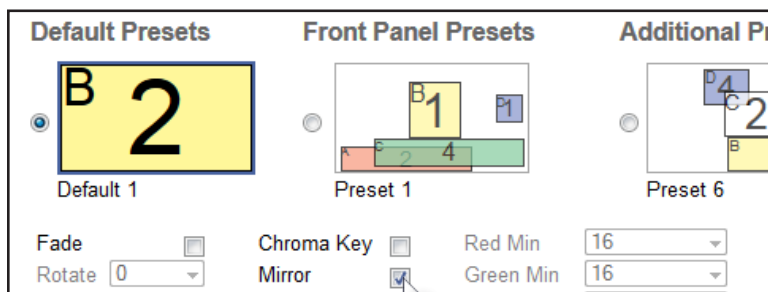 Default Presets Front Panel Presets Additional Pr
B 2
B 1 D 1
A 2 C 4
D 4 C 2
B
Default 1 Preset 1 Preset 6
Fade Chroma Key Red Min 16
Rotate 0 Mirror Green Min 16